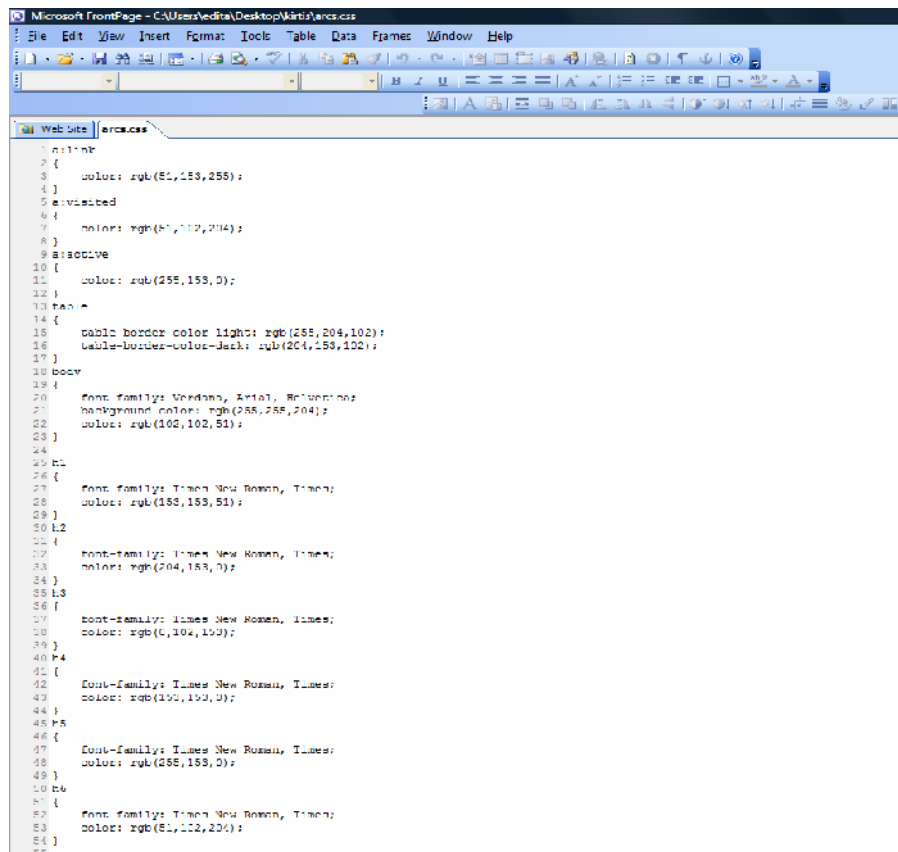 Microsoft FrontPage - C:\Users\edita\Desktop\kirtis\arcs.css
File Edit View Insert Format Tools Table Data Frames Window Help
B I U
Web Site arcs.css
1 a:link
2 {
3 color: rgb(51,153,255);
4 }
5 a:visited
6 {
7 color: rgb(51,102,204);
8 }
9 a:active
10 {
11 color: rgb(255,153,0);
12 }
13 table
14 {
15 table-border-color-light: rgb(255,204,102);
16 table-border-color-dark: rgb(204,153,102);
17 }
18 body
19 {
20 font-family: Verdana, Arial, Helvetica;
21 background-color: rgb(255,255,204);
22 color: rgb(102,102,51);
23 }
24
25 h1
26 {
27 font-family: Times New Roman, Times;
28 color: rgb(153,153,51);
29 }
30 h2
31 {
32 font-family: Times New Roman, Times;
33 color: rgb(204,153,0);
34 }
35 h3
36 {
37 font-family: Times New Roman, Times;
38 color: rgb(0,102,153);
39 }
40 h4
41 {
42 font-family: Times New Roman, Times;
43 color: rgb(153,153,0);
44 }
45 h5
46 {
47 font-family: Times New Roman, Times;
48 color: rgb(255,153,0);
49 }
50 h6
51 {
52 font-family: Times New Roman, Times;
53 color: rgb(51,102,204);
54 }